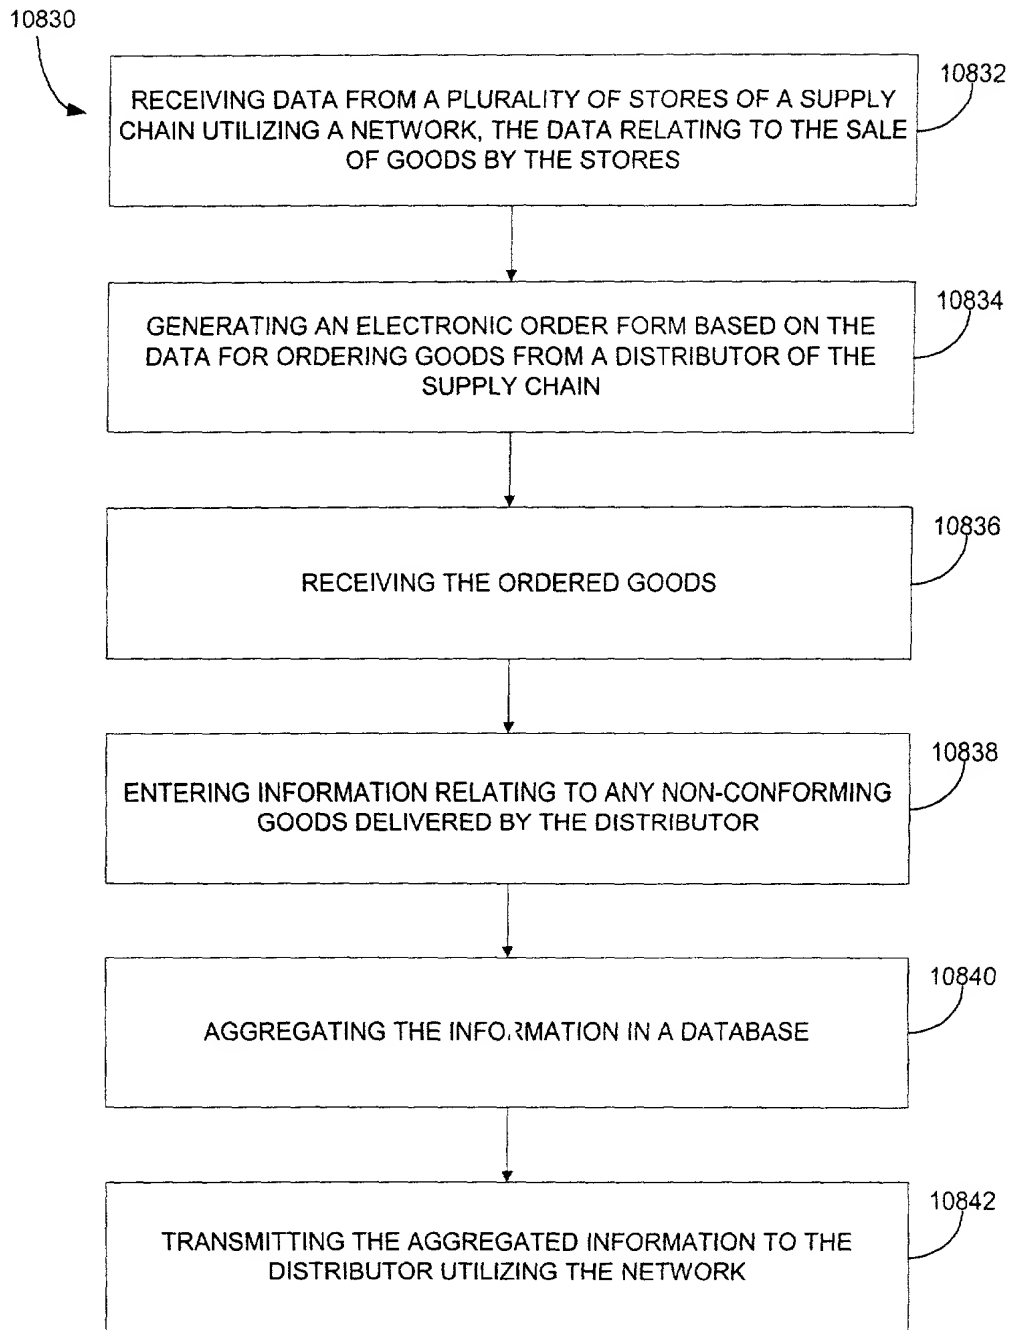 10830
10832
RECEIVING DATA FROM A PLURALITY OF STORES OF A SUPPLY
CHAIN UTILIZING A NETWORK, THE DATA RELATING TO THE SALE
OF GOODS BY THE STORES
10834
GENERATING AN ELECTRONIC ORDER FORM BASED ON THE
DATA FOR ORDERING GOODS FROM A DISTRIBUTOR OF THE
SUPPLY CHAIN
10836
RECEIVING THE ORDERED GOODS
10838
ENTERING INFORMATION RELATING TO ANY NON-CONFORMING
GOODS DELIVERED BY THE DISTRIBUTOR
10840
AGGREGATING THE INFORMATION IN A DATABASE
10842
TRANSMITTING THE AGGREGATED INFORMATION TO THE
DISTRIBUTOR UTILIZING THE NETWORK